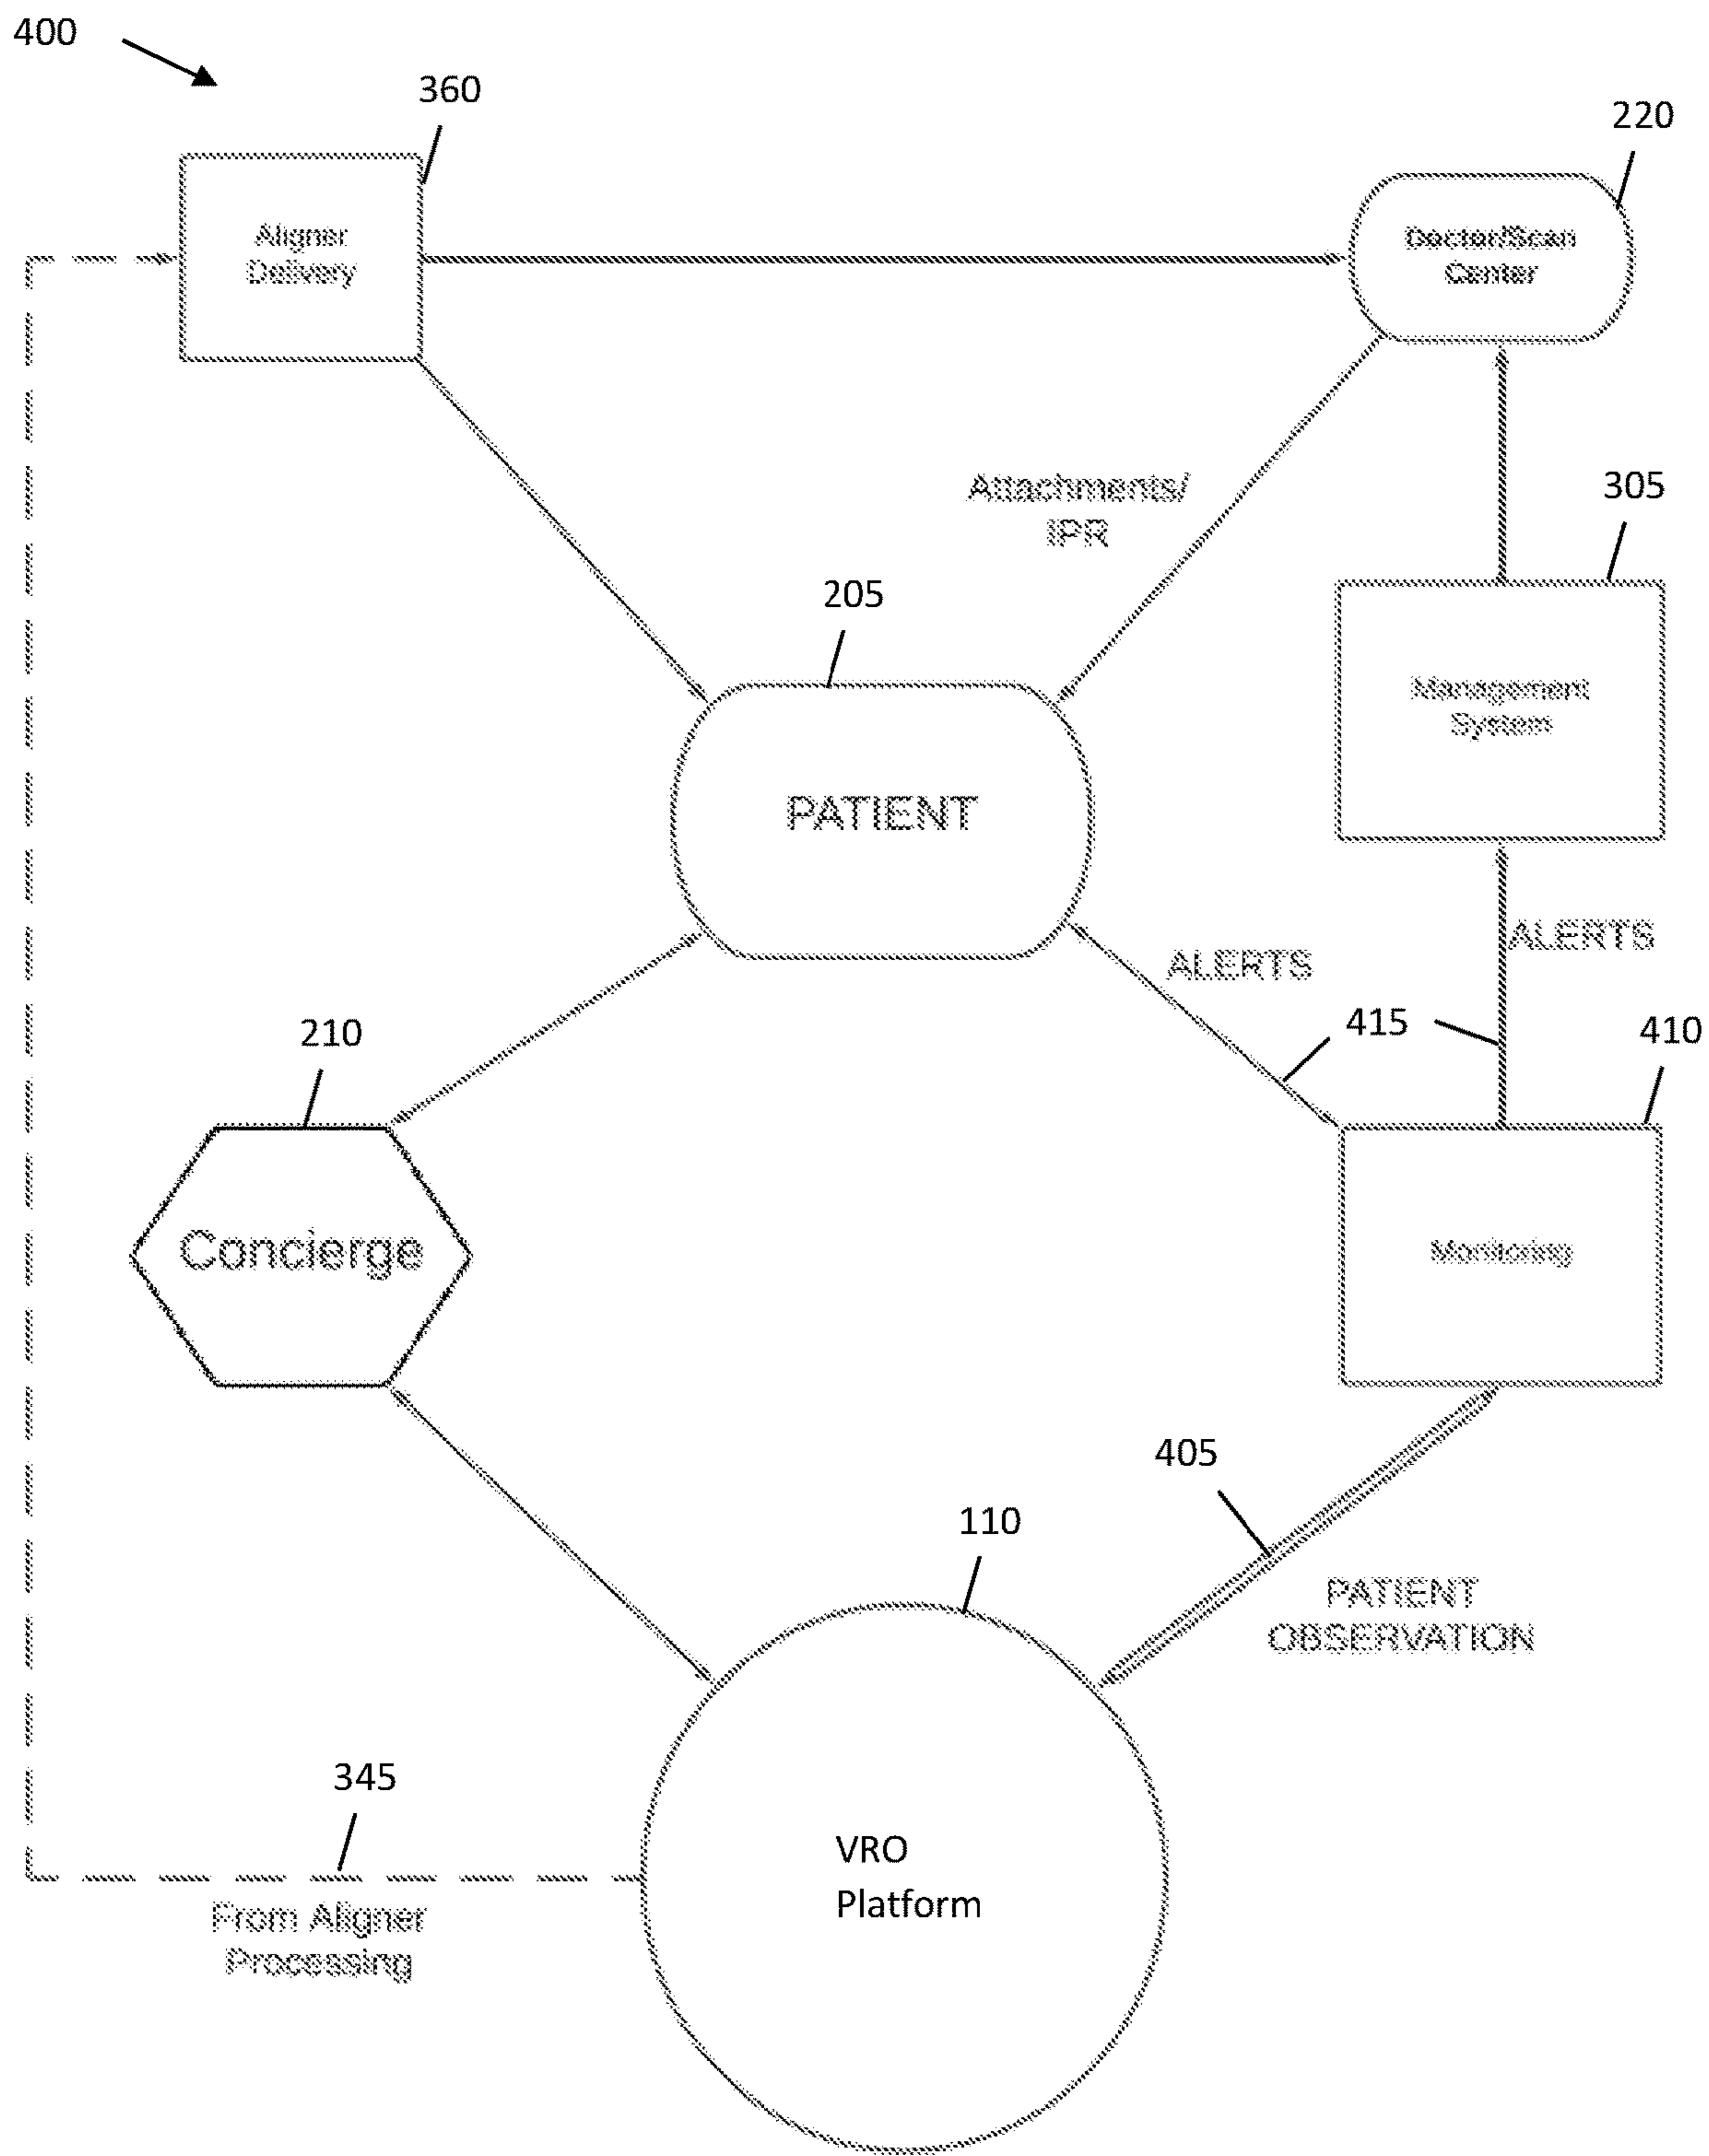 400
360
220
Aligner
Delivery
Doctor/Scan
Center
305
Attachments/
IPR
205
Management
System
PATIENT
ALERTS
ALERTS
415
410
210
Concierge
Monitoring
405
110
PATIENT
OBSERVATION
345
VRO
Platform
From Aligner
Processing